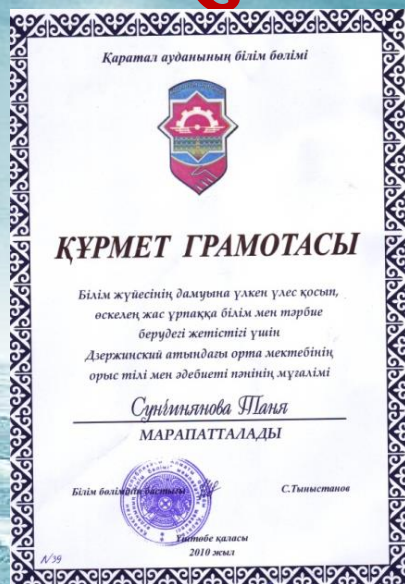 Қаратал ауданының білім бөлімі
ҚҰРМЕТ ГРАМОТАСЫ
Білім жүйесінің дамуына үлкен үлес қосып,
өскелең жас ұрпаққа білім мен тәрбие
берудегі жетістігі үшін
Дзержинский атындағы орта мектебінің
орыс тілі мен әдебиеті пәнінің мұғалімі
Сунчинянова Таня
МАРАПАТТАЛАДЫ
Білім бөлімінің бастығы С.Тыныстанов
Үштөбе қаласы
2010 жыл
N/39